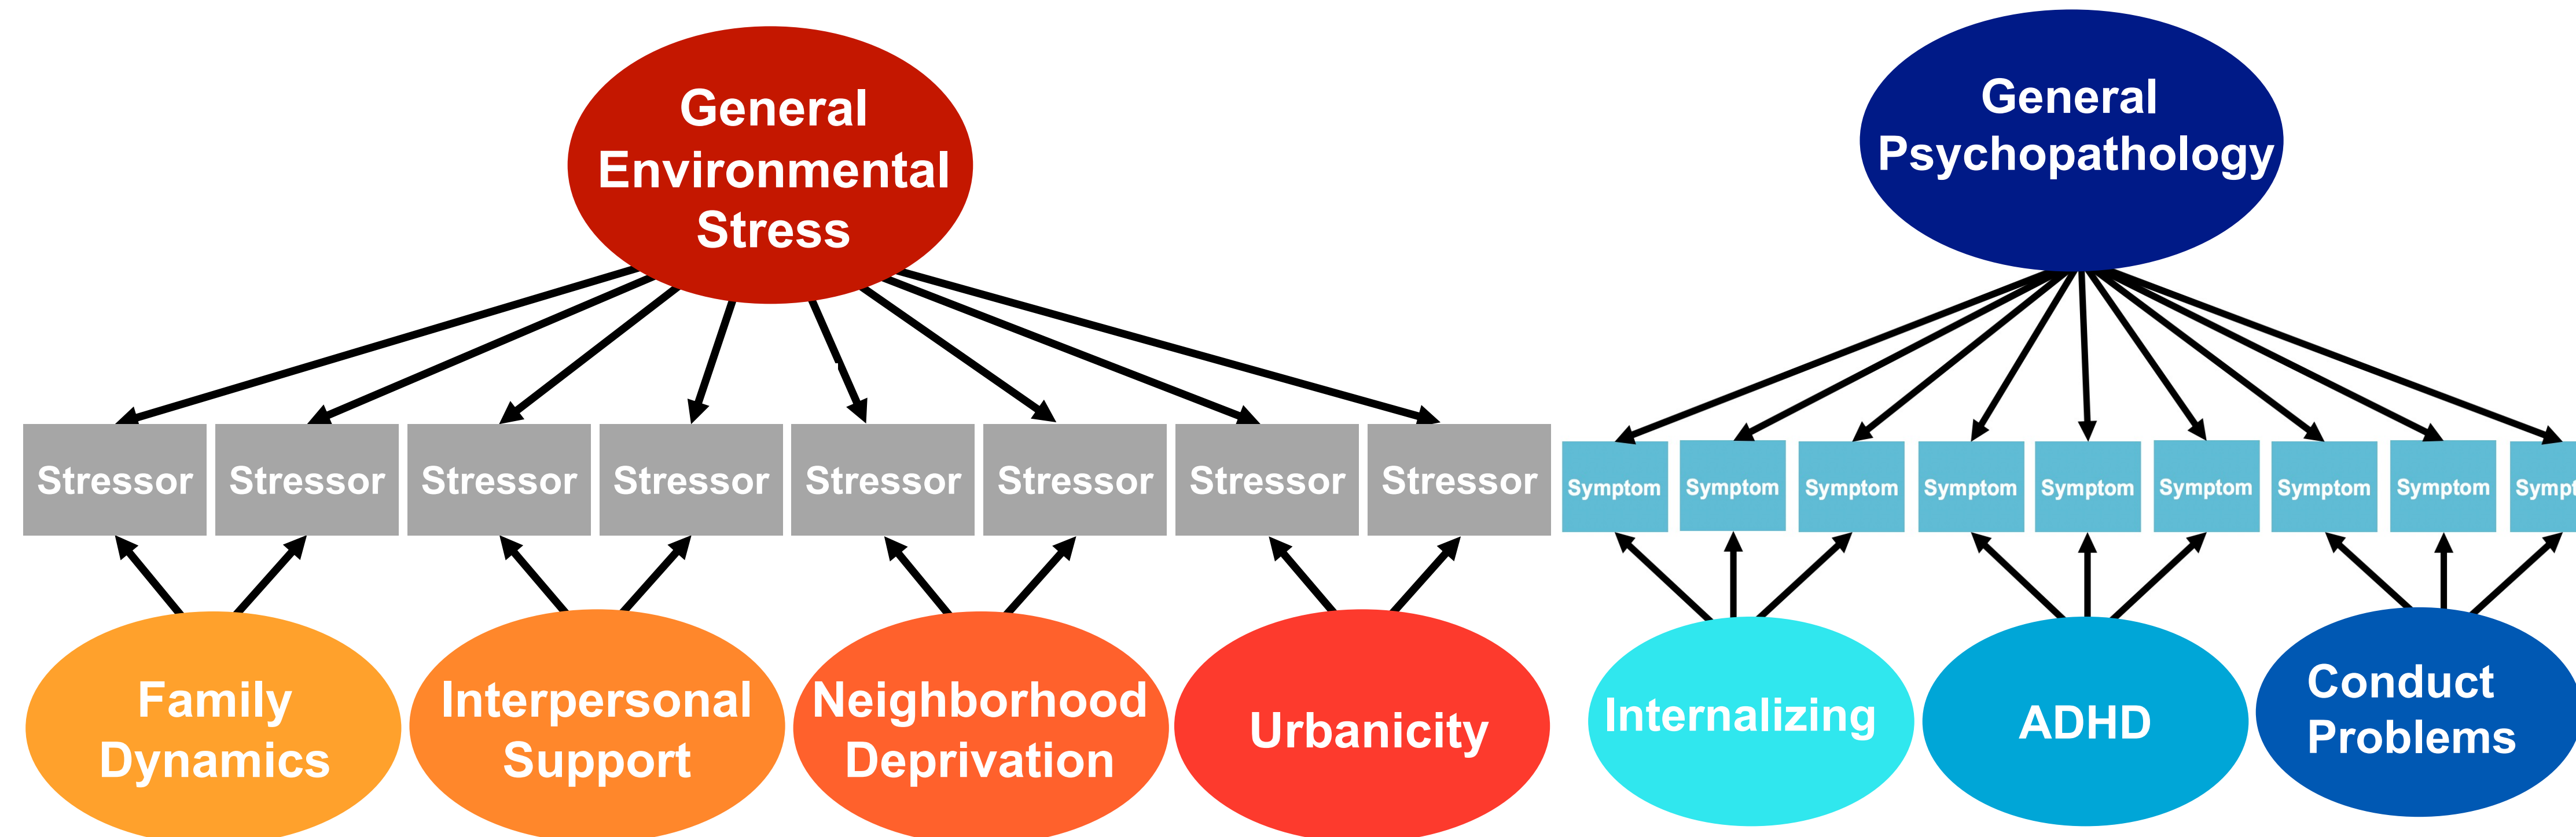 General
Environmental
Stress
General
Psychopathology
Stressor Stressor Stressor Stressor Stressor Stressor Stressor Stressor
Symptom Symptom Symptom Symptom Symptom Symptom Symptom Symptom Sympt
Family
Dynamics
Interpersonal
Support
Neighborhood
Deprivation
Urbanicity
Internalizing
ADHD
Conduct
Problems